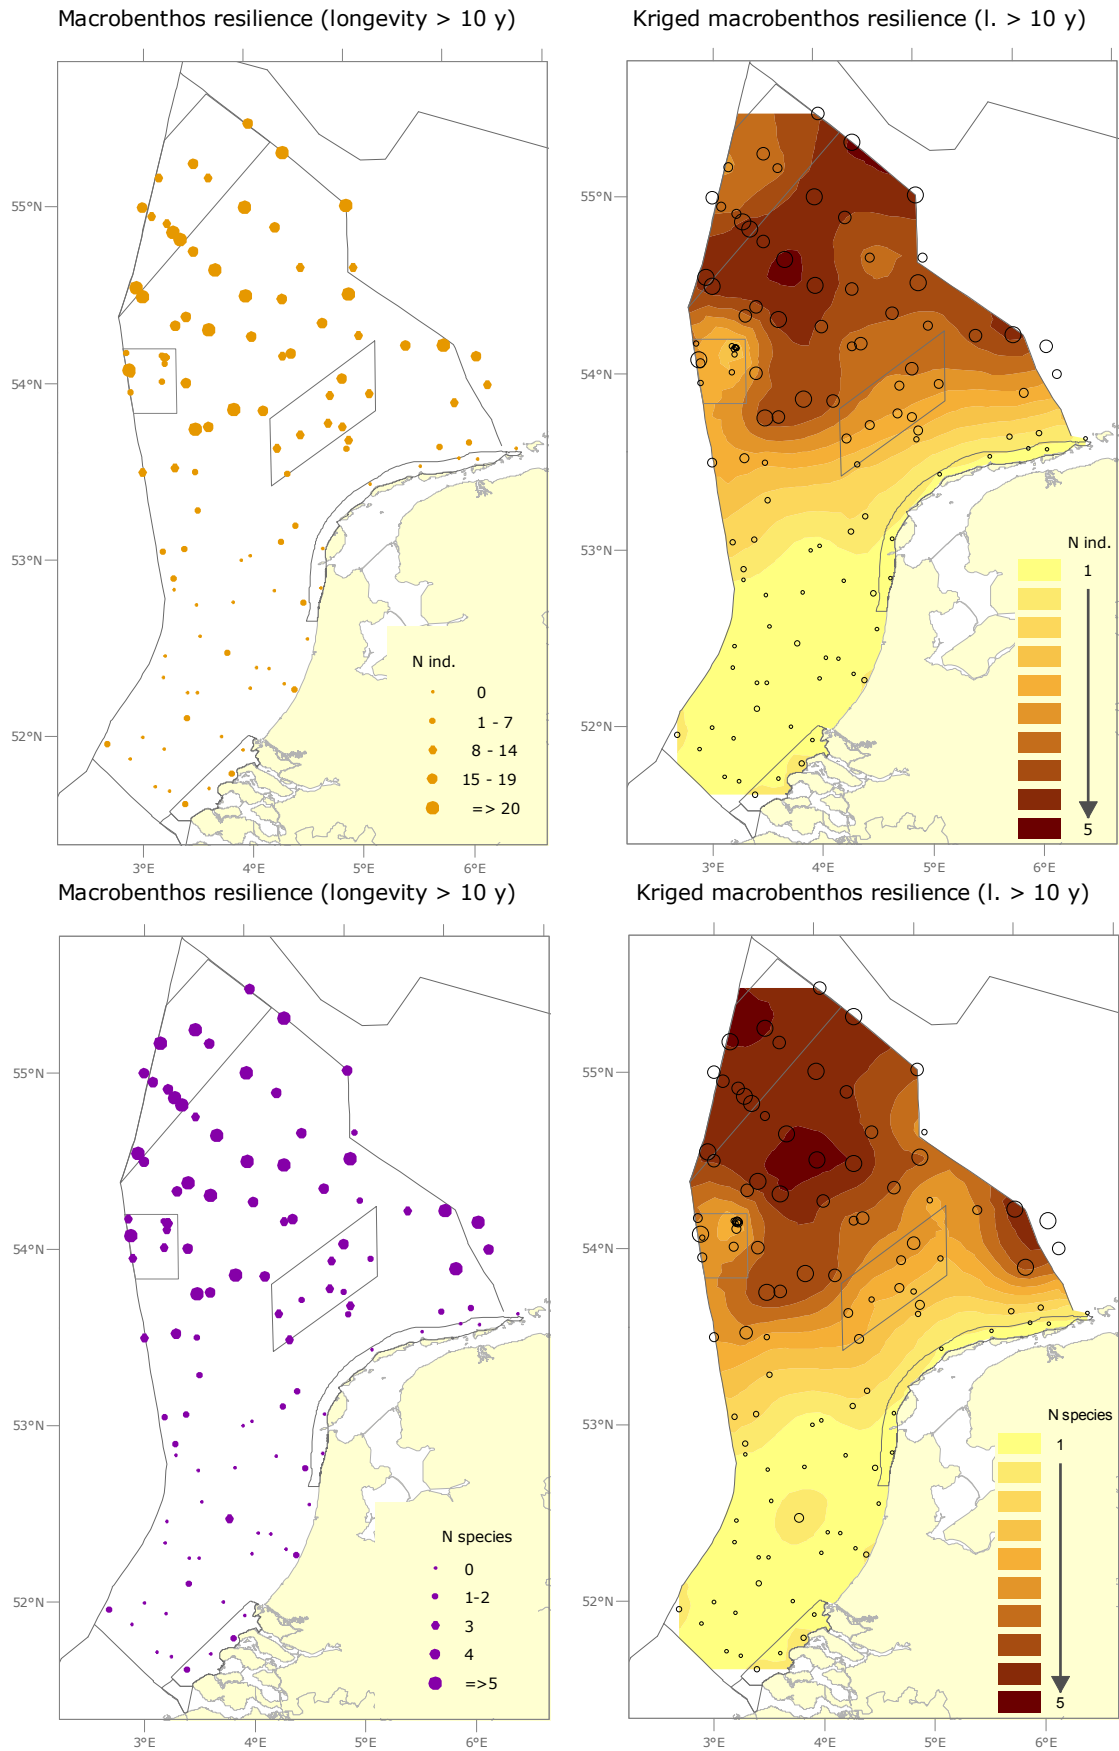 Macrobenthos resilience (longevity > 10 y)
Kriged macrobenthos resilience (l. > 10 y)
55°N
54°N
53°N
52°N
N ind.
0
1 - 7
8 - 14
15 - 19
=> 20
3°E
4°E
5°E
6°E
55°N
54°N
53°N
52°N
N ind.
1
5
3°E
4°E
5°E
6°E
Macrobenthos resilience (longevity > 10 y)
Kriged macrobenthos resilience (l. > 10 y)
55°N
54°N
53°N
52°N
N species
0
1-2
3
4
=>5
3°E
4°E
5°E
6°E
55°N
54°N
53°N
52°N
N species
1
5
3°E
4°E
5°E
6°E